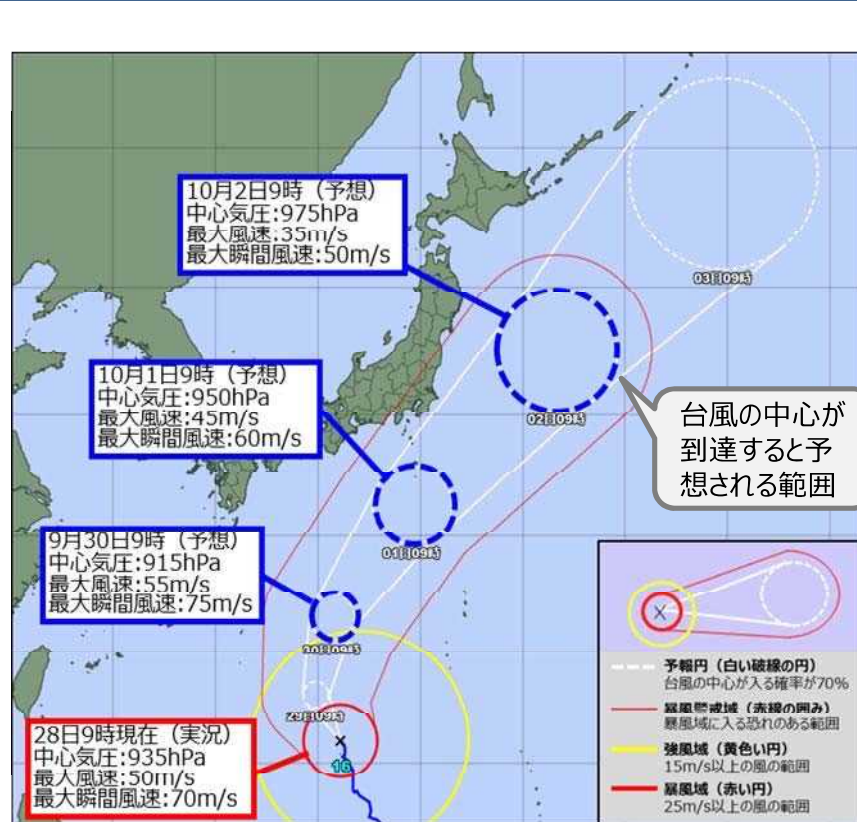 10月2日9時（予想）
中心気圧:975hPa
最大風速:35m/s
最大瞬間風速:50m/s
03日09時
10月1日9時（予想）
中心気圧:950hPa
最大風速:45m/s
最大瞬間風速:60m/s
02日09時
台風の中心が
到達すると予
想される範囲
9月30日9時（予想）
中心気圧:915hPa
最大風速:55m/s
最大瞬間風速:75m/s
01日09時
30日09時
29日09時
28日9時現在（実況）
中心気圧:935hPa
最大風速:50m/s
最大瞬間風速:70m/s
16
予報円（白い破線の円）
台風の中心が入る確率が70%
暴風警戒域（赤線の囲み）
暴風域に入る恐れのある範囲
強風域（黄色い円）
15m/s以上の風の範囲
暴風域（赤い円）
25m/s以上の風の範囲